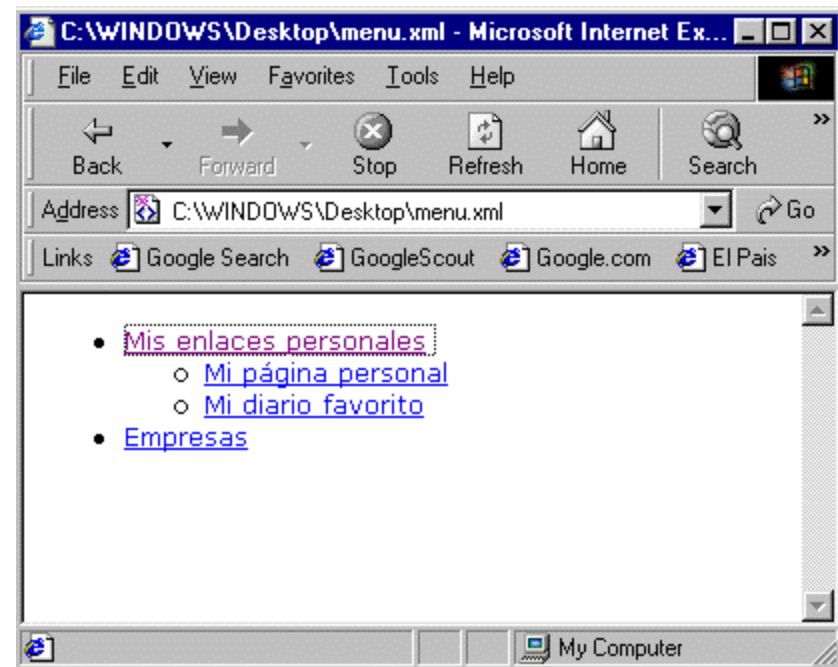 C:\WINDOWS\Desktop\menu.xml - Microsoft Internet Ex...
File Edit View Favorites Tools Help
Back Forward Stop Refresh Home Search »
Address C:\WINDOWS\Desktop\menu.xml Go
Links Google Search GoogleScout Google.com El Pais »
Mis enlaces personales
Mi página personal
Mi diario favorito
Empresas
My Computer